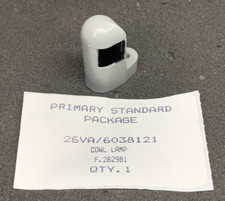 PRIMARY STANDARD
PACKAGE
26VA/6038121
COWL LAMP
F.282981
QTY.1